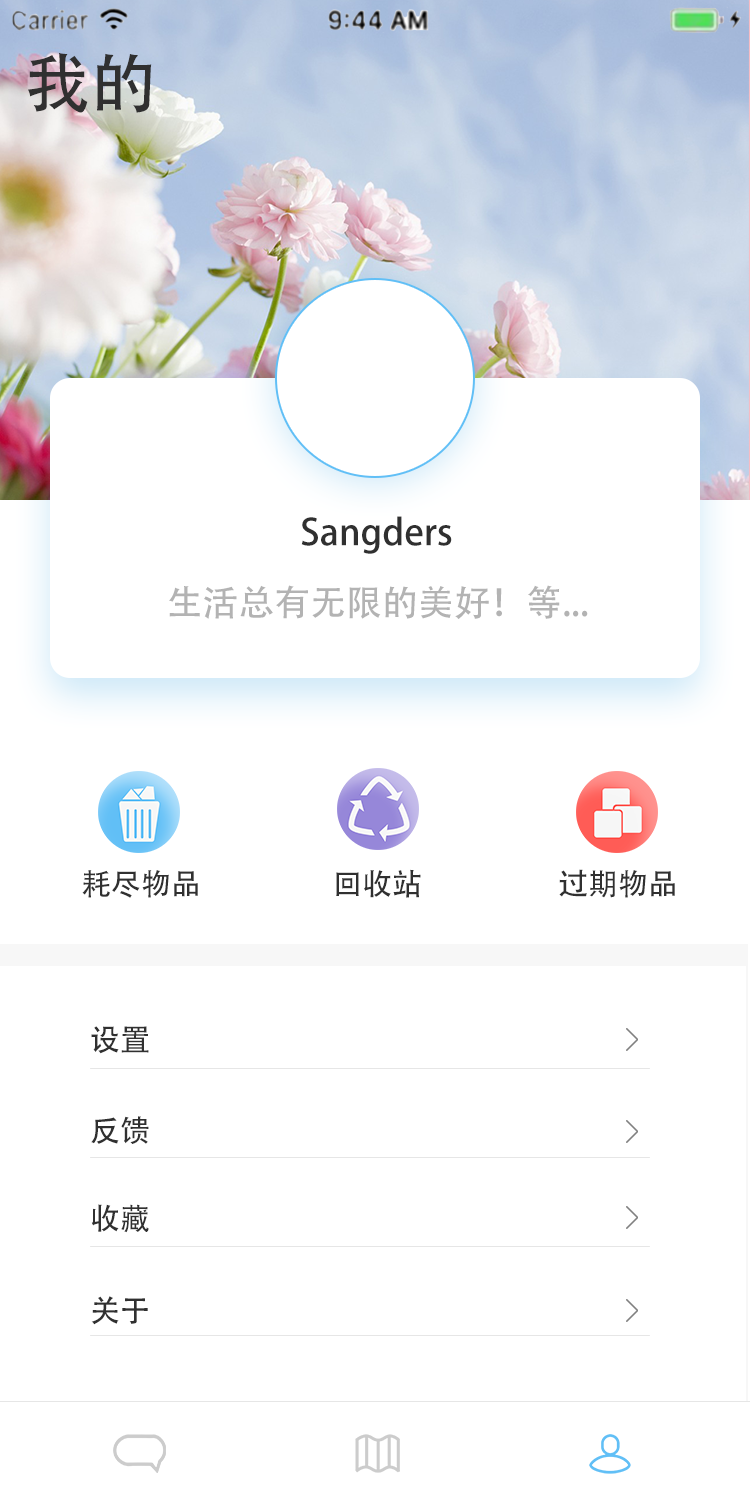 Carrier 9:44 AM
我的
Sangders
生活总有无限的美好！等...
耗尽物品 回收站 过期物品
设置
反馈
收藏
关于